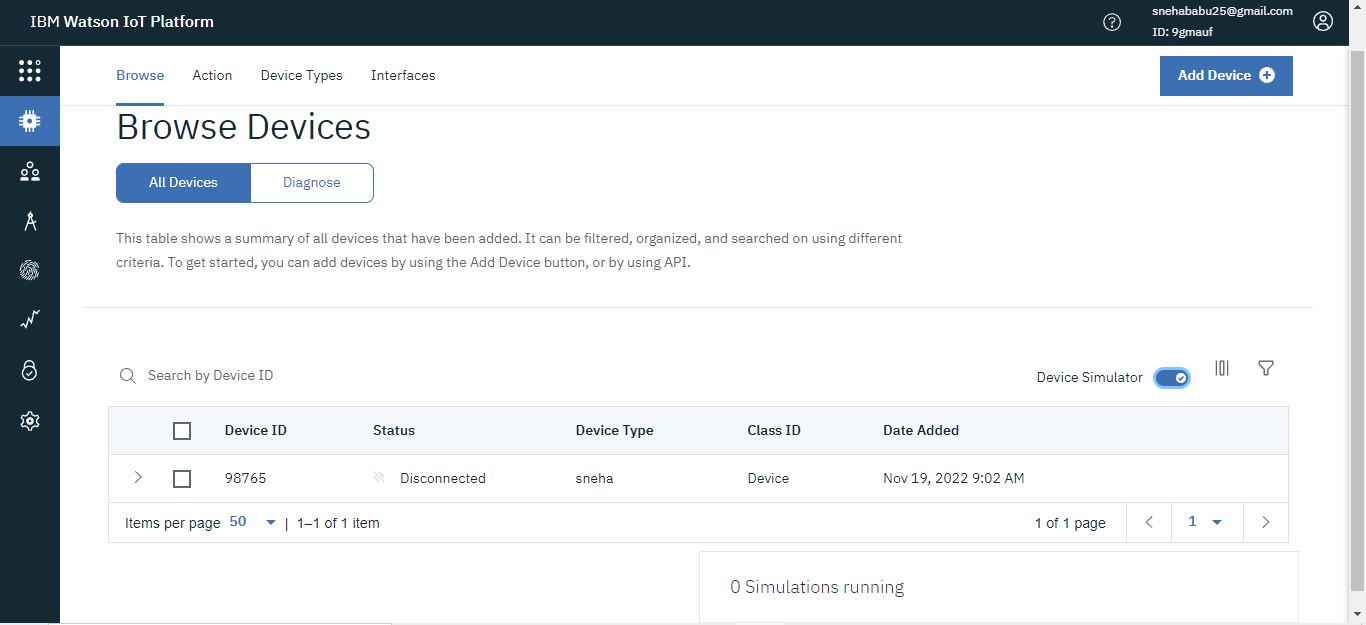 IBM Watson IoT Platform
snehababu25@gmail.com
ID: 9gmauf
Browse Action Device Types Interfaces
Add Device
Browse Devices
All Devices Diagnose
This table shows a summary of all devices that have been added. It can be filtered, organized, and searched on using different
criteria. To get started, you can add devices by using the Add Device button, or by using API.
Search by Device ID
Device Simulator
Device ID Status Device Type Class ID Date Added
98765 Disconnected sneha Device Nov 19, 2022 9:02 AM
Items per page 50 | 1–1 of 1 item 1 of 1 page 1
0 Simulations running